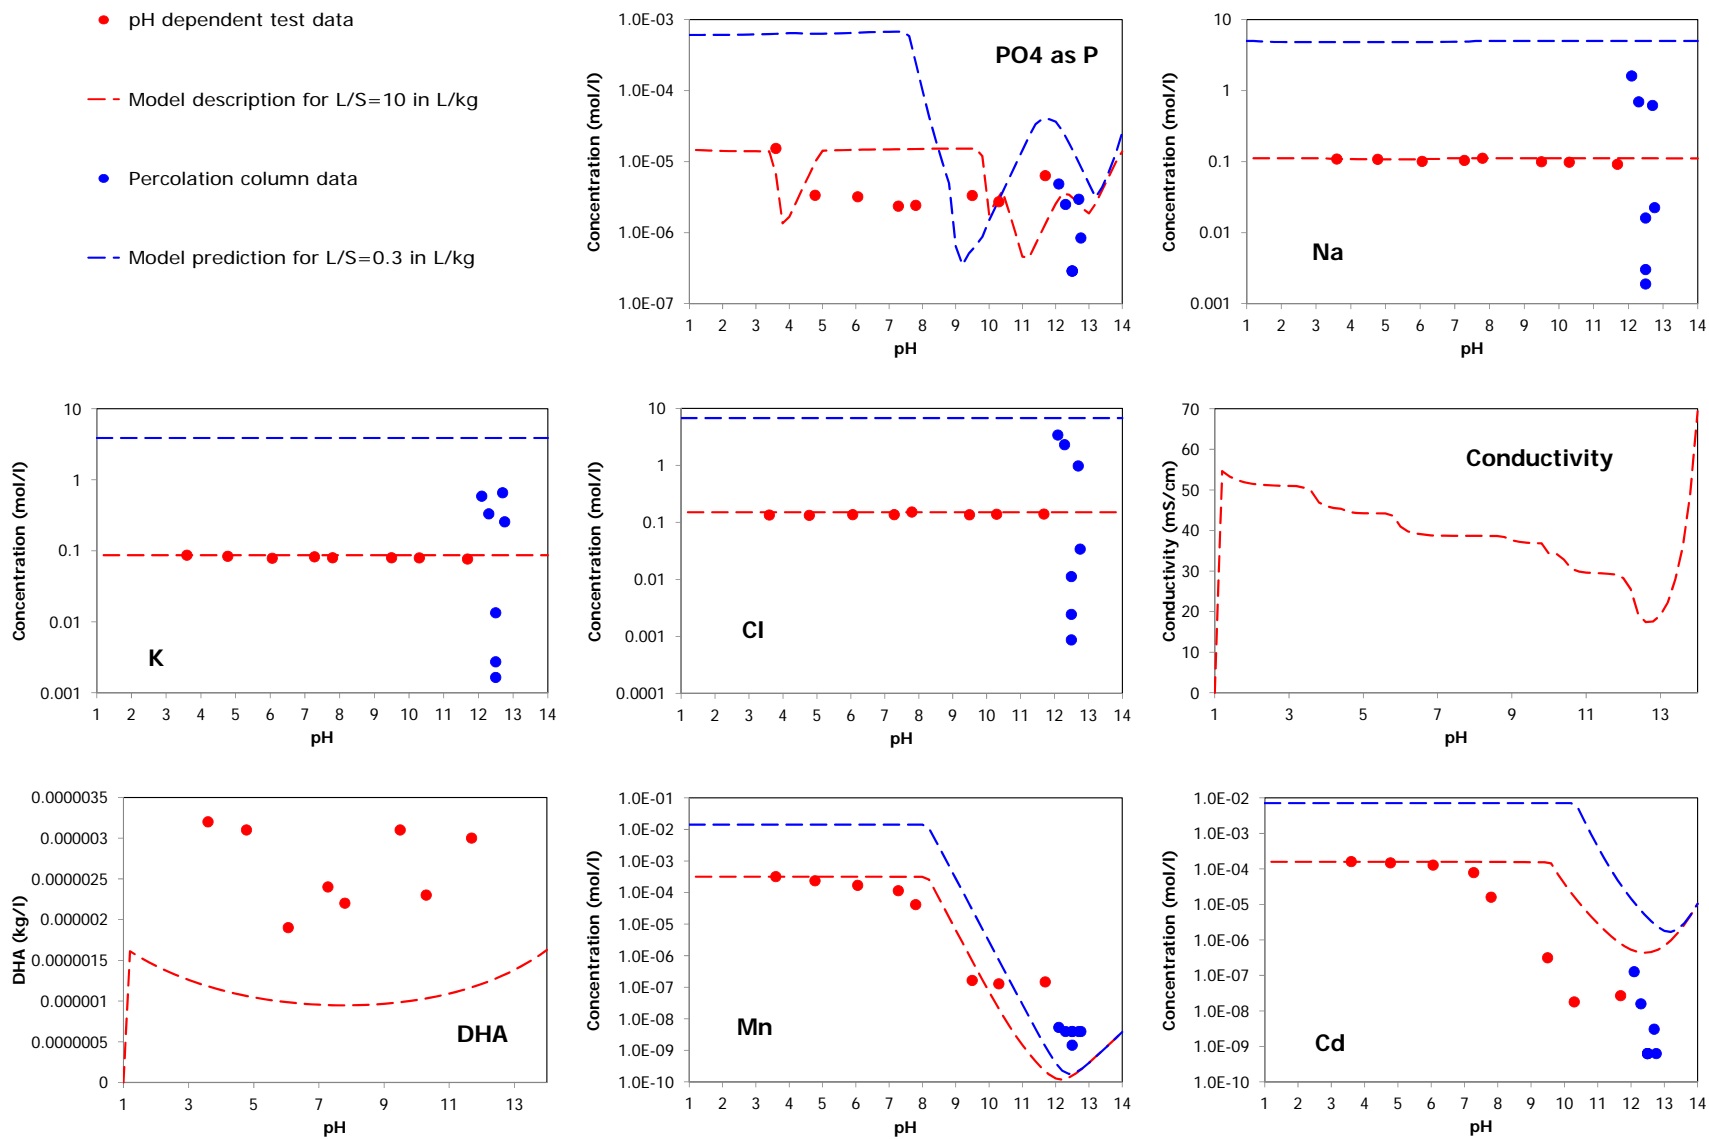 pH dependent test data
Model description for L/S=10 in L/kg
Percolation column data
Model prediction for L/S=0.3 in L/kg
1.0E-03
1.0E-04
1.0E-05
1.0E-06
1.0E-07
Concentration (mol/l)
PO4 as P
1 2 3 4 5 6 7 8 9 10 11 12 13 14
pH
10
1
0.1
0.01
0.001
Concentration (mol/l)
Na
1 2 3 4 5 6 7 8 9 10 11 12 13 14
pH
10
1
0.1
0.01
0.001
Concentration (mol/l)
K
1 2 3 4 5 6 7 8 9 10 11 12 13 14
pH
10
1
0.1
0.01
0.001
0.0001
Concentration (mol/l)
Cl
1 2 3 4 5 6 7 8 9 10 11 12 13 14
pH
70
60
50
40
30
20
10
0
Conductivity (mS/cm)
Conductivity
1 3 5 7 9 11 13
pH
0.0000035
0.000003
0.0000025
0.000002
0.0000015
0.000001
0.0000005
0
DHA (kg/l)
DHA
1 3 5 7 9 11 13
pH
1.0E-01
1.0E-02
1.0E-03
1.0E-04
1.0E-05
1.0E-06
1.0E-07
1.0E-08
1.0E-09
1.0E-10
Concentration (mol/l)
Mn
1 2 3 4 5 6 7 8 9 10 11 12 13 14
pH
1.0E-02
1.0E-03
1.0E-04
1.0E-05
1.0E-06
1.0E-07
1.0E-08
1.0E-09
1.0E-10
Concentration (mol/l)
Cd
1 2 3 4 5 6 7 8 9 10 11 12 13 14
pH